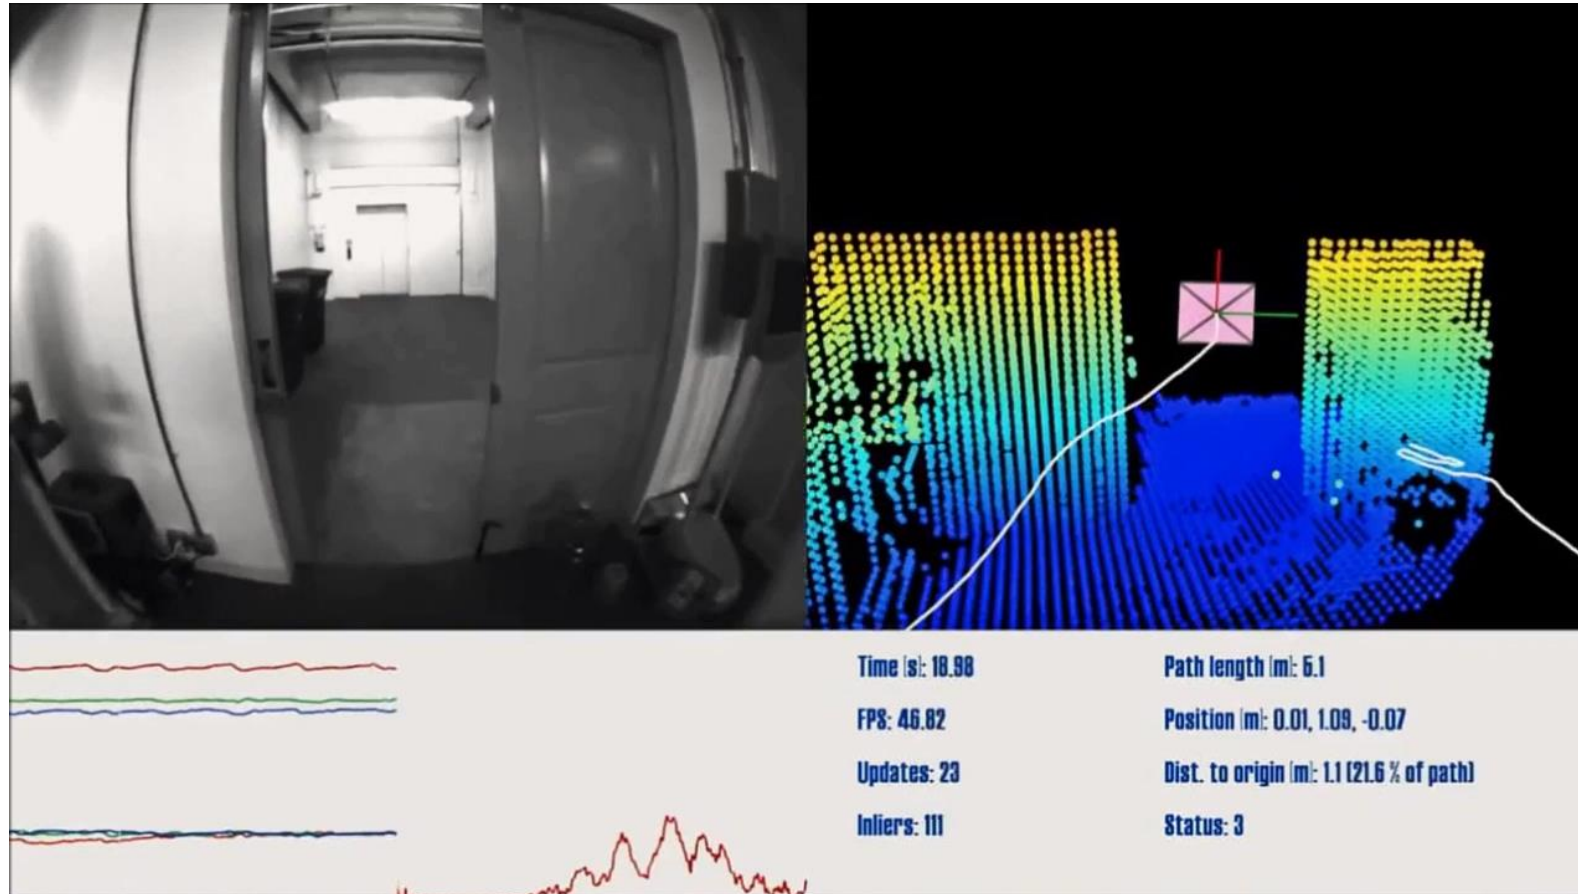 Time [s]: 18.98
Path length [m]: 5.1
FPS: 46.82
Position [m]: 0.01, 1.09, -0.07
Updates: 23
Dist. to origin [m]: 1.1 (21.6 % of path)
Inliers: 111
Status: 3